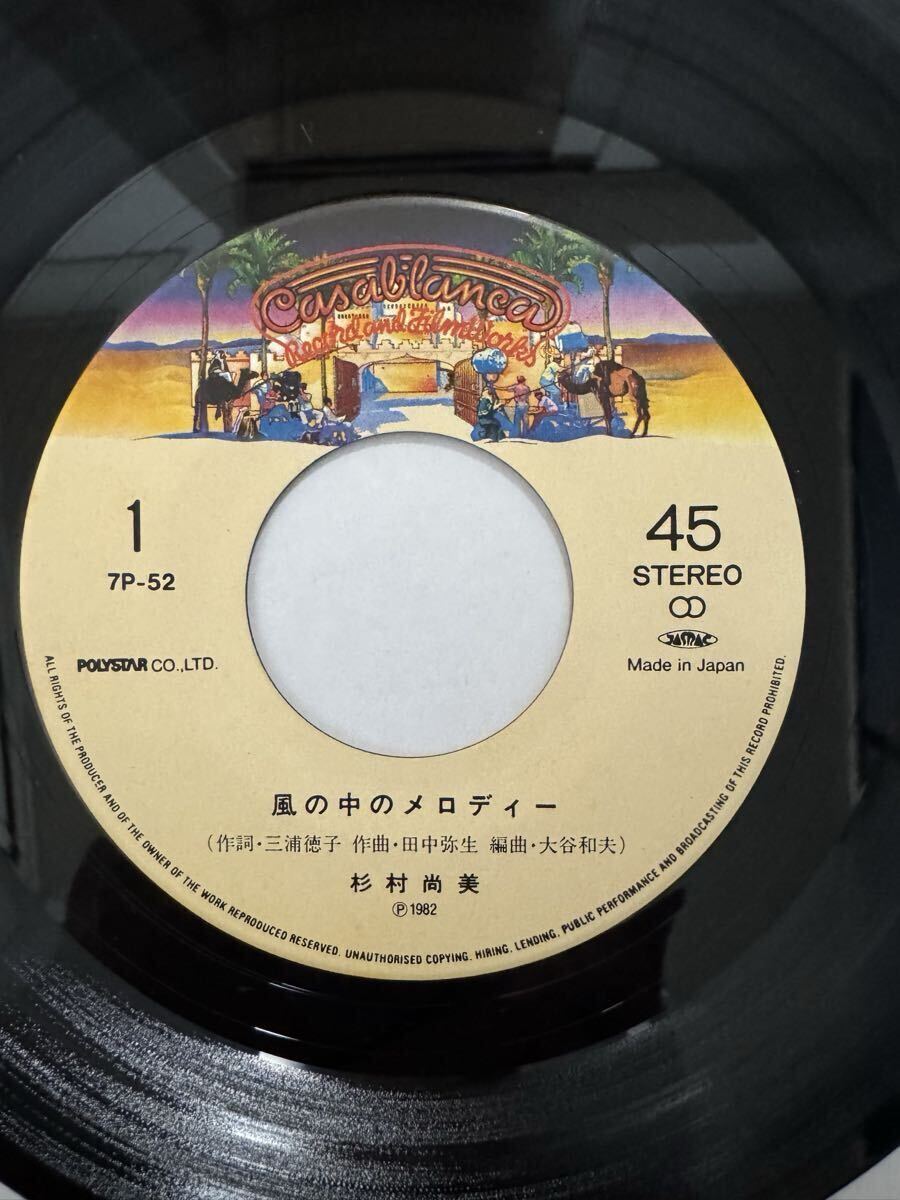 Casablanca
Record and FilmWorks
1
7P-52
45
STEREO
POLYSTAR CO.,LTD.
JASRAC
Made in Japan
風の中のメロディー
(作詞・三浦徳子 作曲・田中弥生 編曲・大谷和夫)
杉村尚美
Ⓟ1982
ALL RIGHTS OF THE PRODUCER AND OF THE OWNER OF THE WORK REPRODUCED RESERVED. UNAUTHORISED COPYING, HIRING, LENDING, PUBLIC PERFORMANCE AND BROADCASTING OF THIS RECORD PROHIBITED.